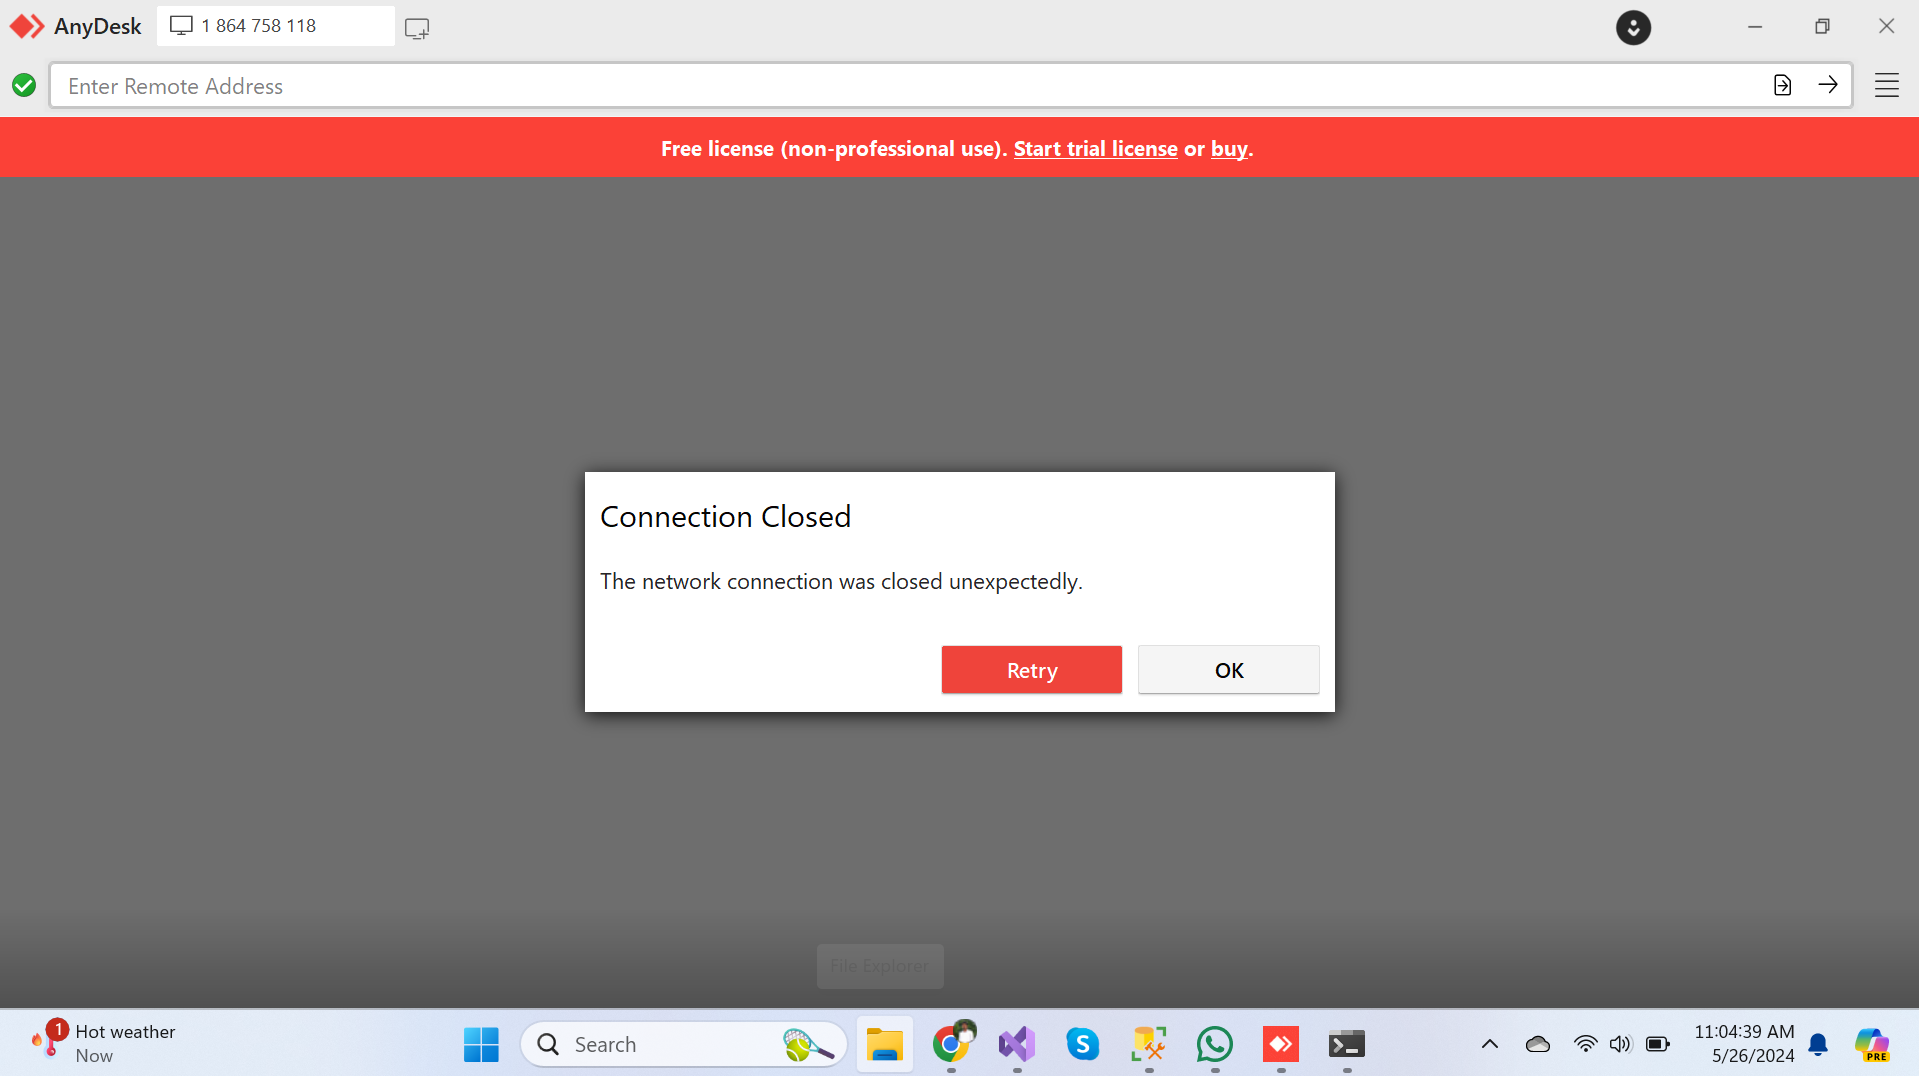 AnyDesk
1 864 758 118
Enter Remote Address
Free license (non-professional use). Start trial license or buy.
Connection Closed
The network connection was closed unexpectedly.
Retry
OK
File Explorer
1
Hot weather
Now
Search
S
11:04:39 AM
5/26/2024
PRE